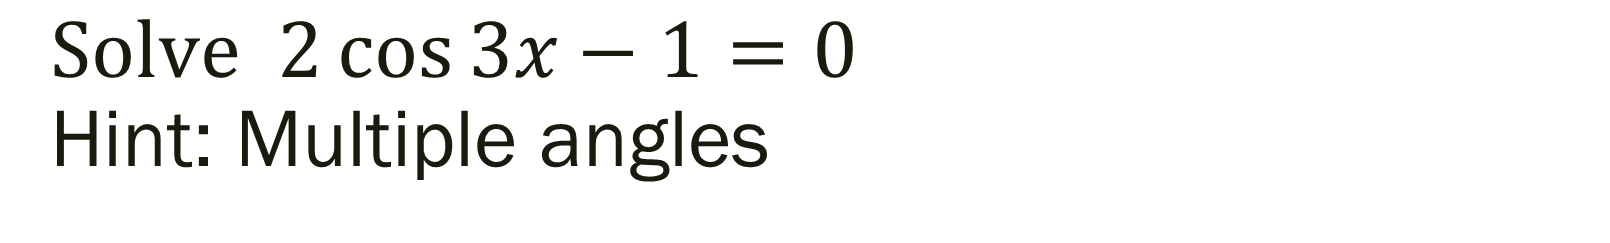 Solve 2 cos 3𝑥 − 1 = 0
Hint: Multiple angles